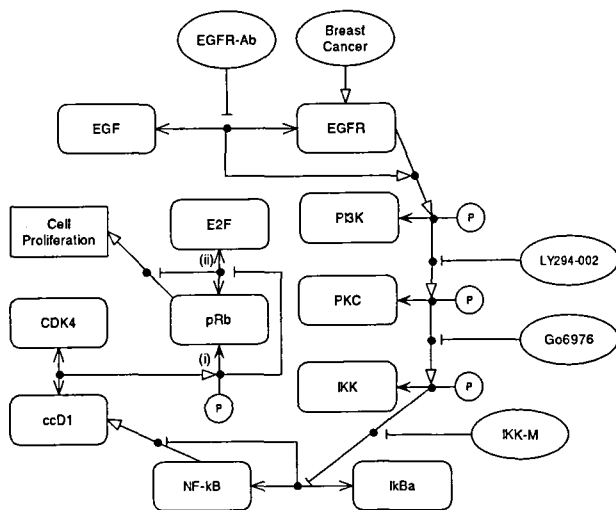 EGFR-Ab
Breast
Cancer
EGF
EGFR
Cell
Proliferation
E2F
PI3K
P
(ii)
LY294-002
CDK4
pRb
PKC
P
Go6976
(i)
IKK
P
P
ccD1
IKK-M
NF-kB
IkBa